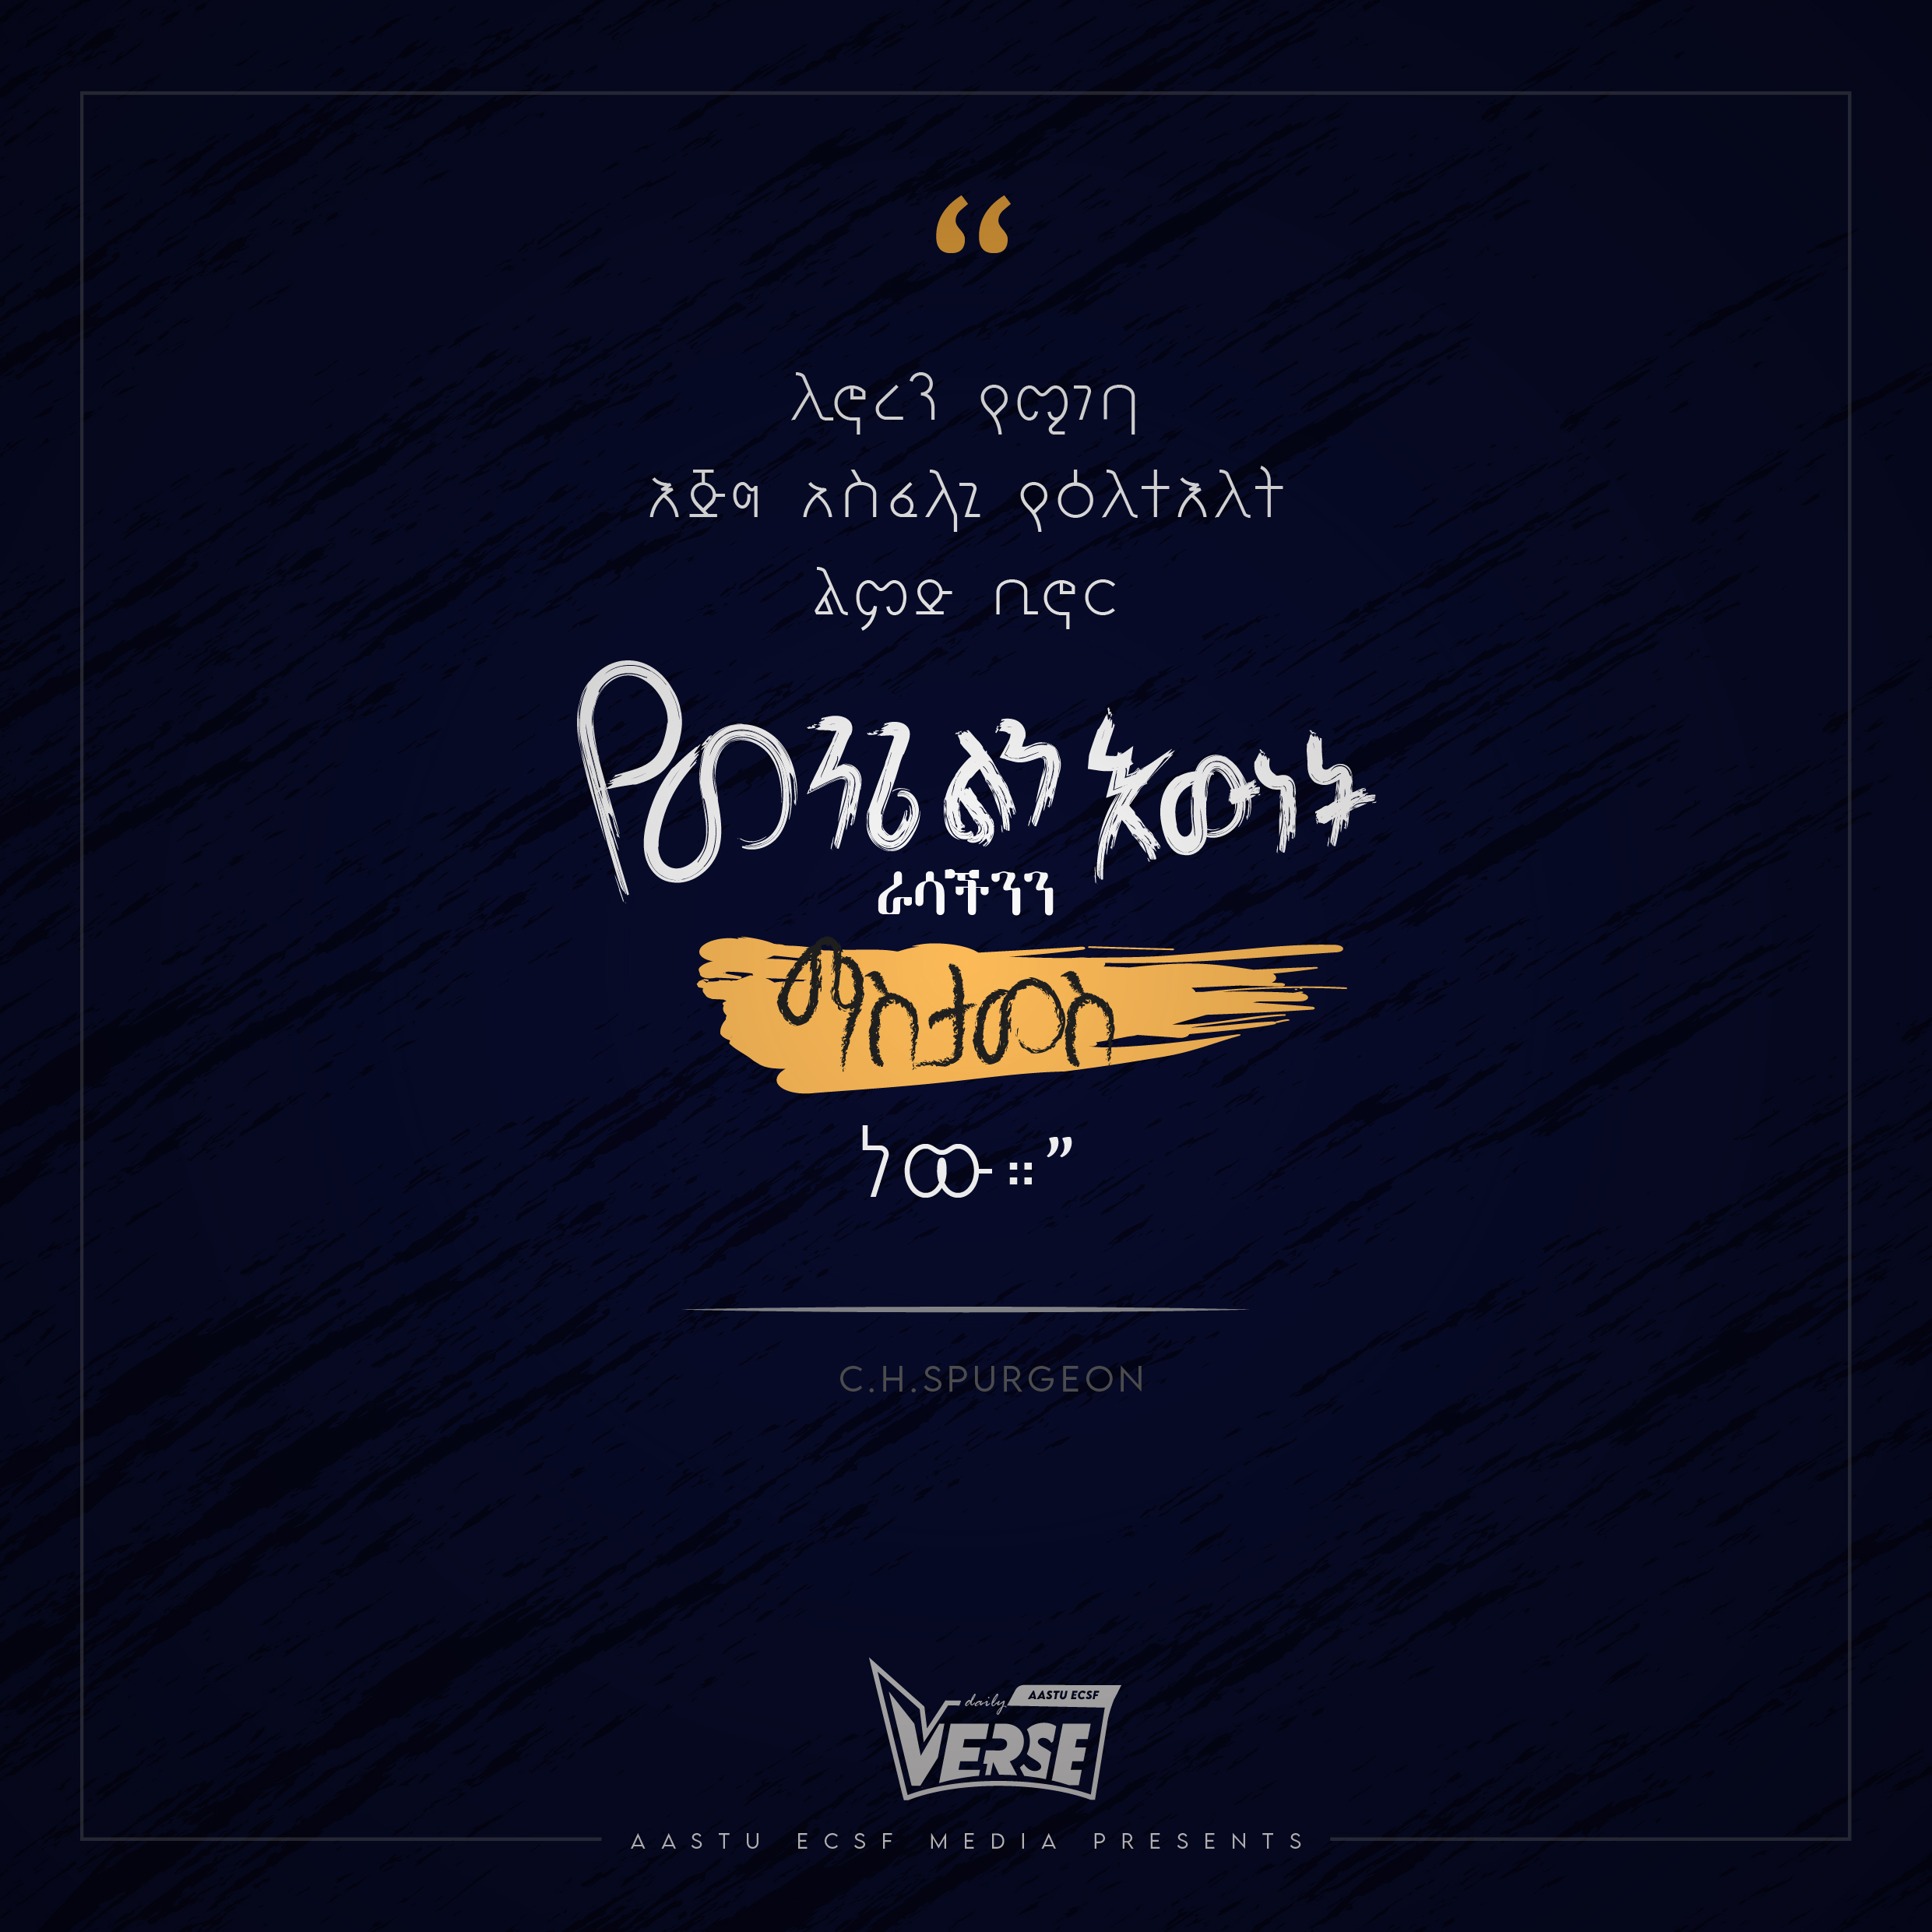 “
ሊኖረን የሚገባ
እጅግ አስፈላጊ የዕለተእለት
ልምድ ቢኖር
የወንጌልን እውነት
ራሳችንን
ማስታወስ
ነው።”
C.H.SPURGEON
daily AASTU ECSF
VERSE
AASTU ECSF MEDIA PRESENTS